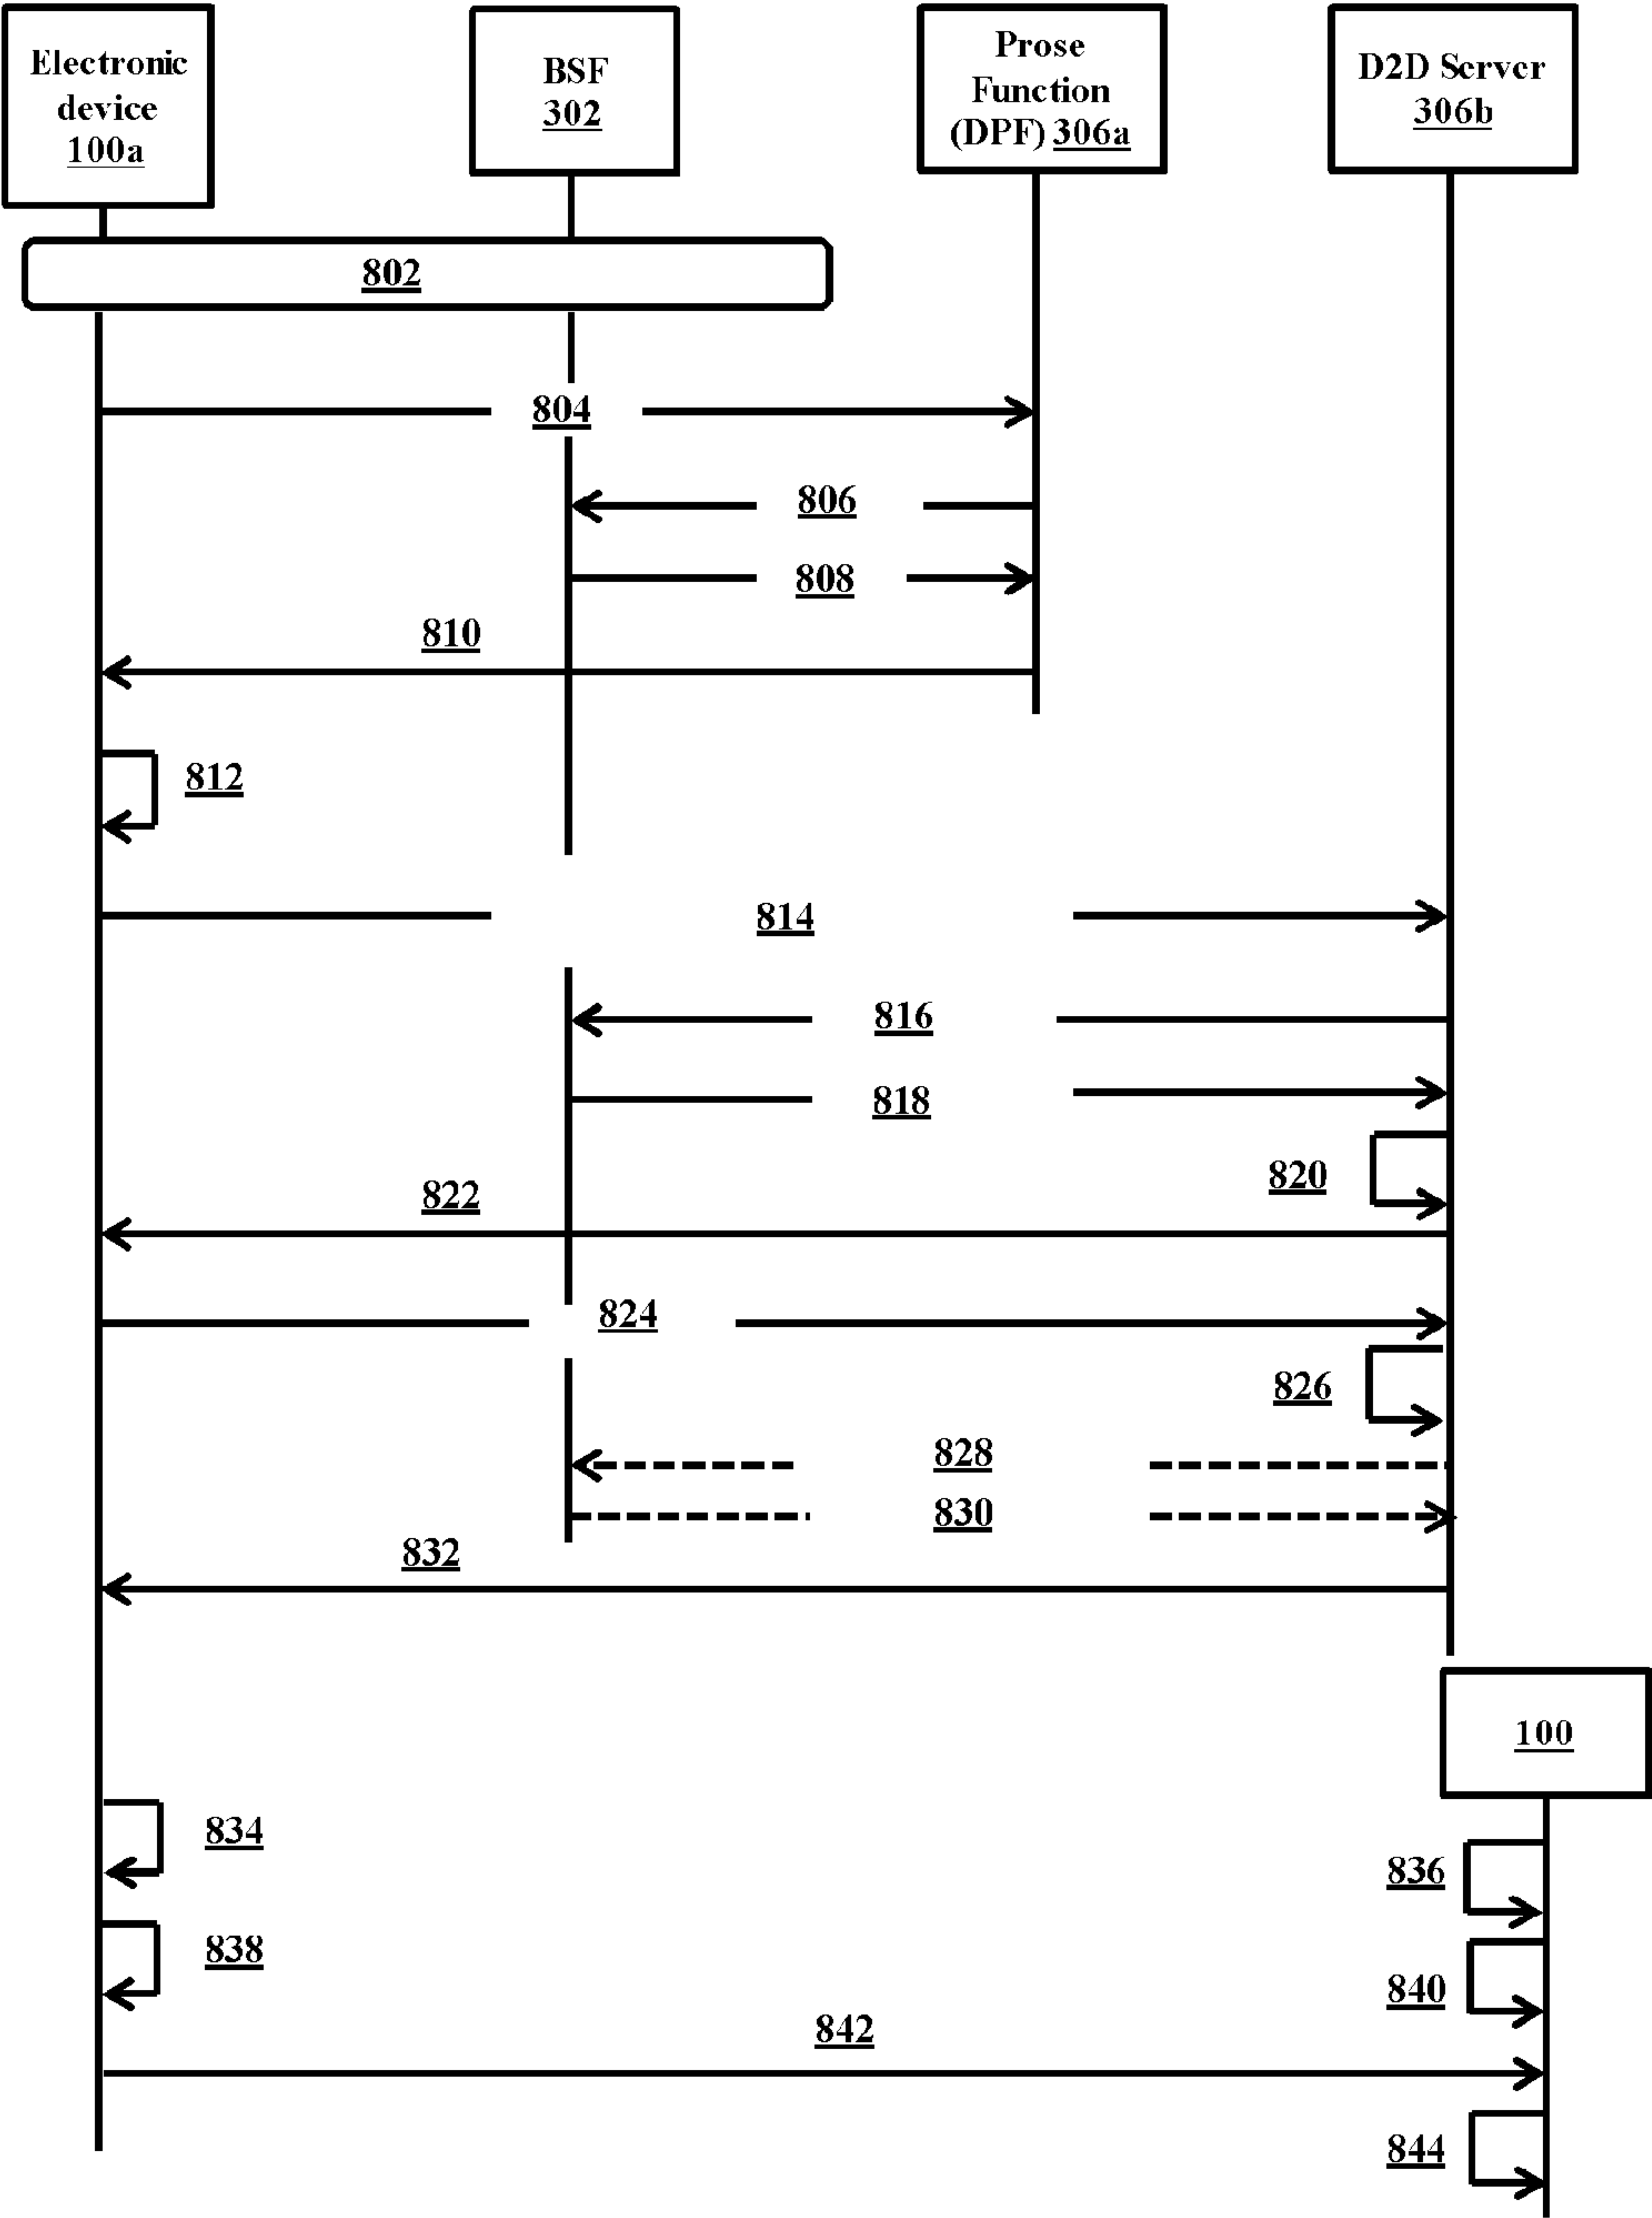 Electronic
device
100a
BSF
302
Prose
Function
(DPF) 306a
D2D Server
306b
802
804
806
808
810
812
814
816
818
820
822
824
826
828
830
832
100
834
836
838
840
842
844